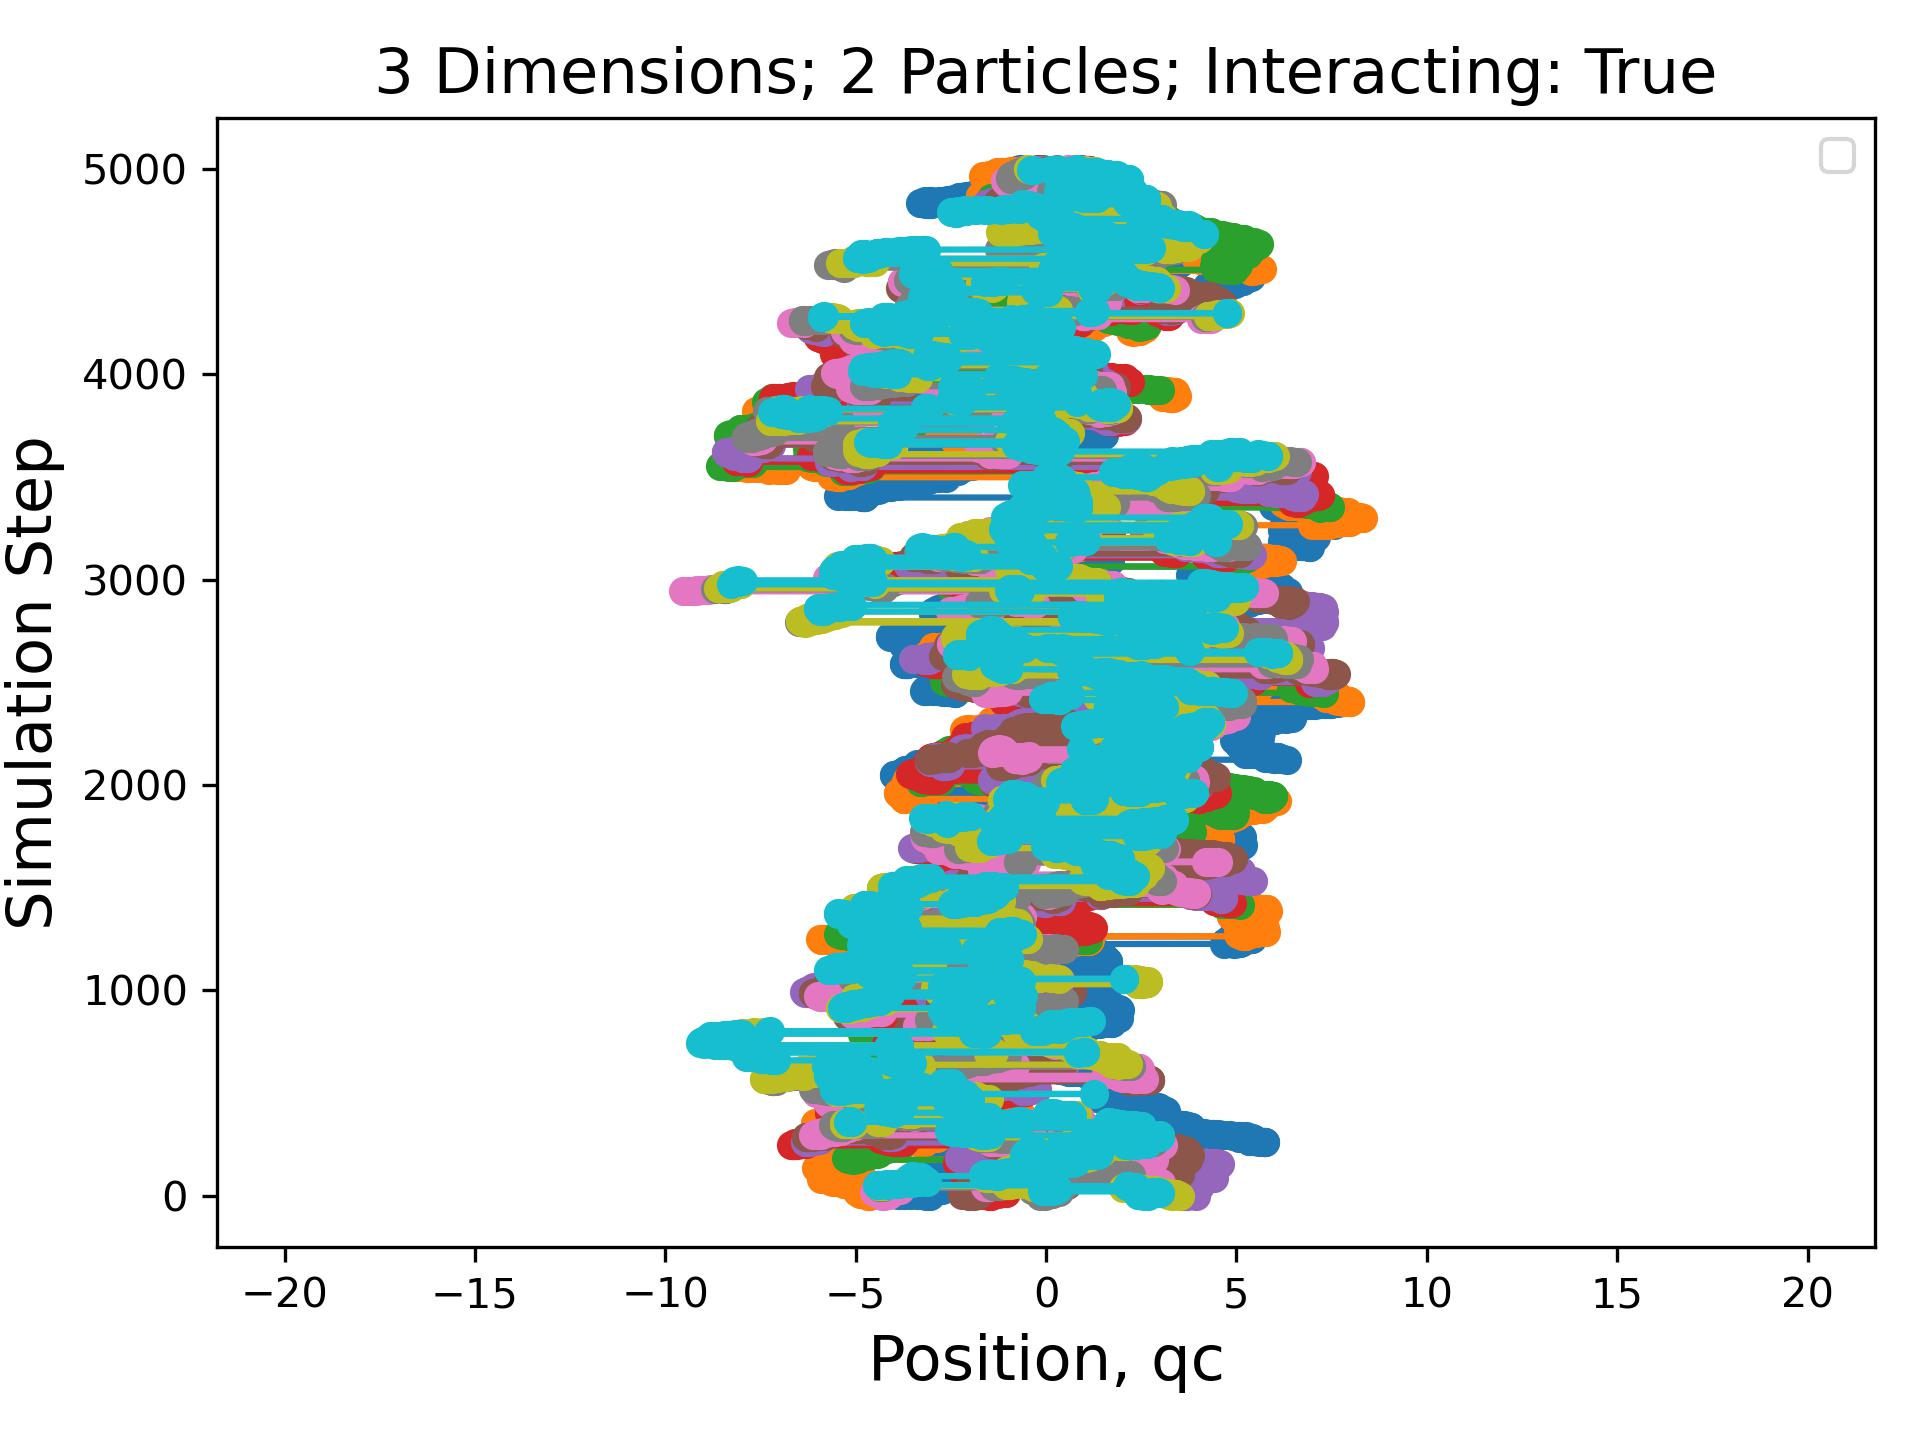 3 Dimensions; 2 Particles; Interacting: True
5000
4000
3000
2000
1000
0
Simulation Step
−20 −15 −10 −5 0 5 10 15 20
Position, qc